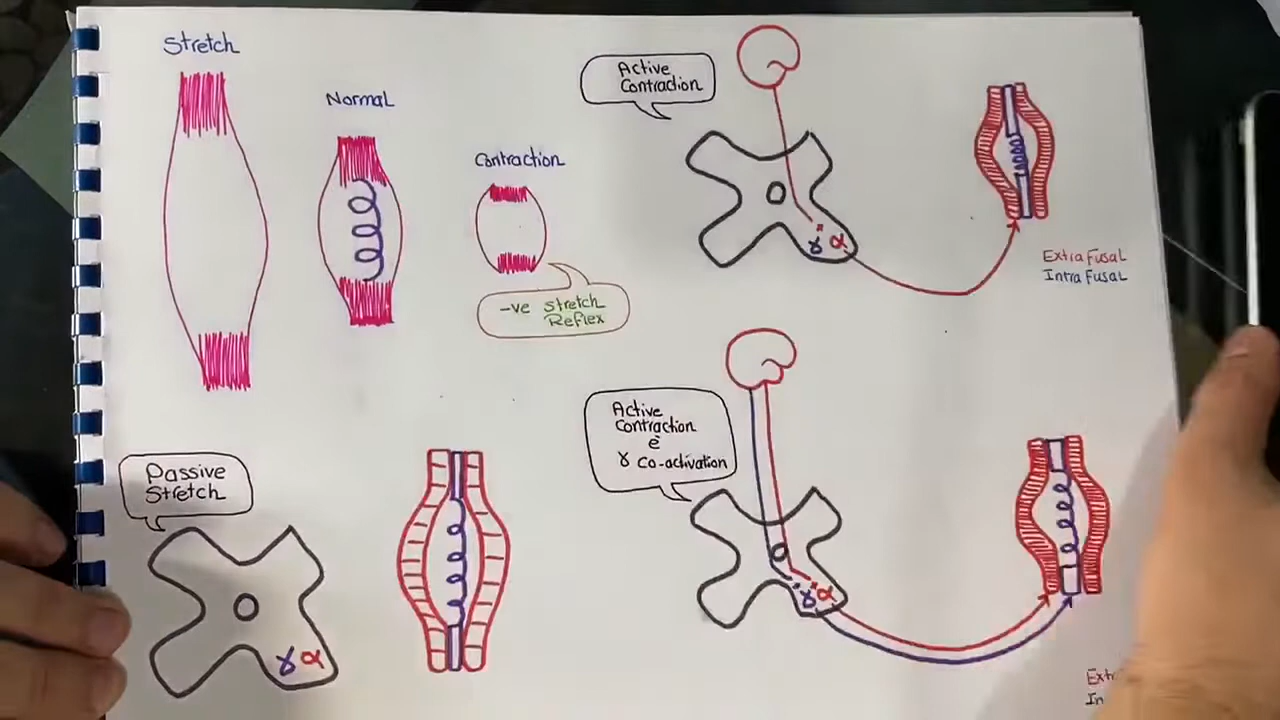 Stretch
Normal
Contraction
-ve Stretch
Reflex
Active
Contraction
γ α
Extra Fusal
Intra Fusal
Passive
Stretch
γ α
Active
Contraction
ē
γ co-activation
γ α